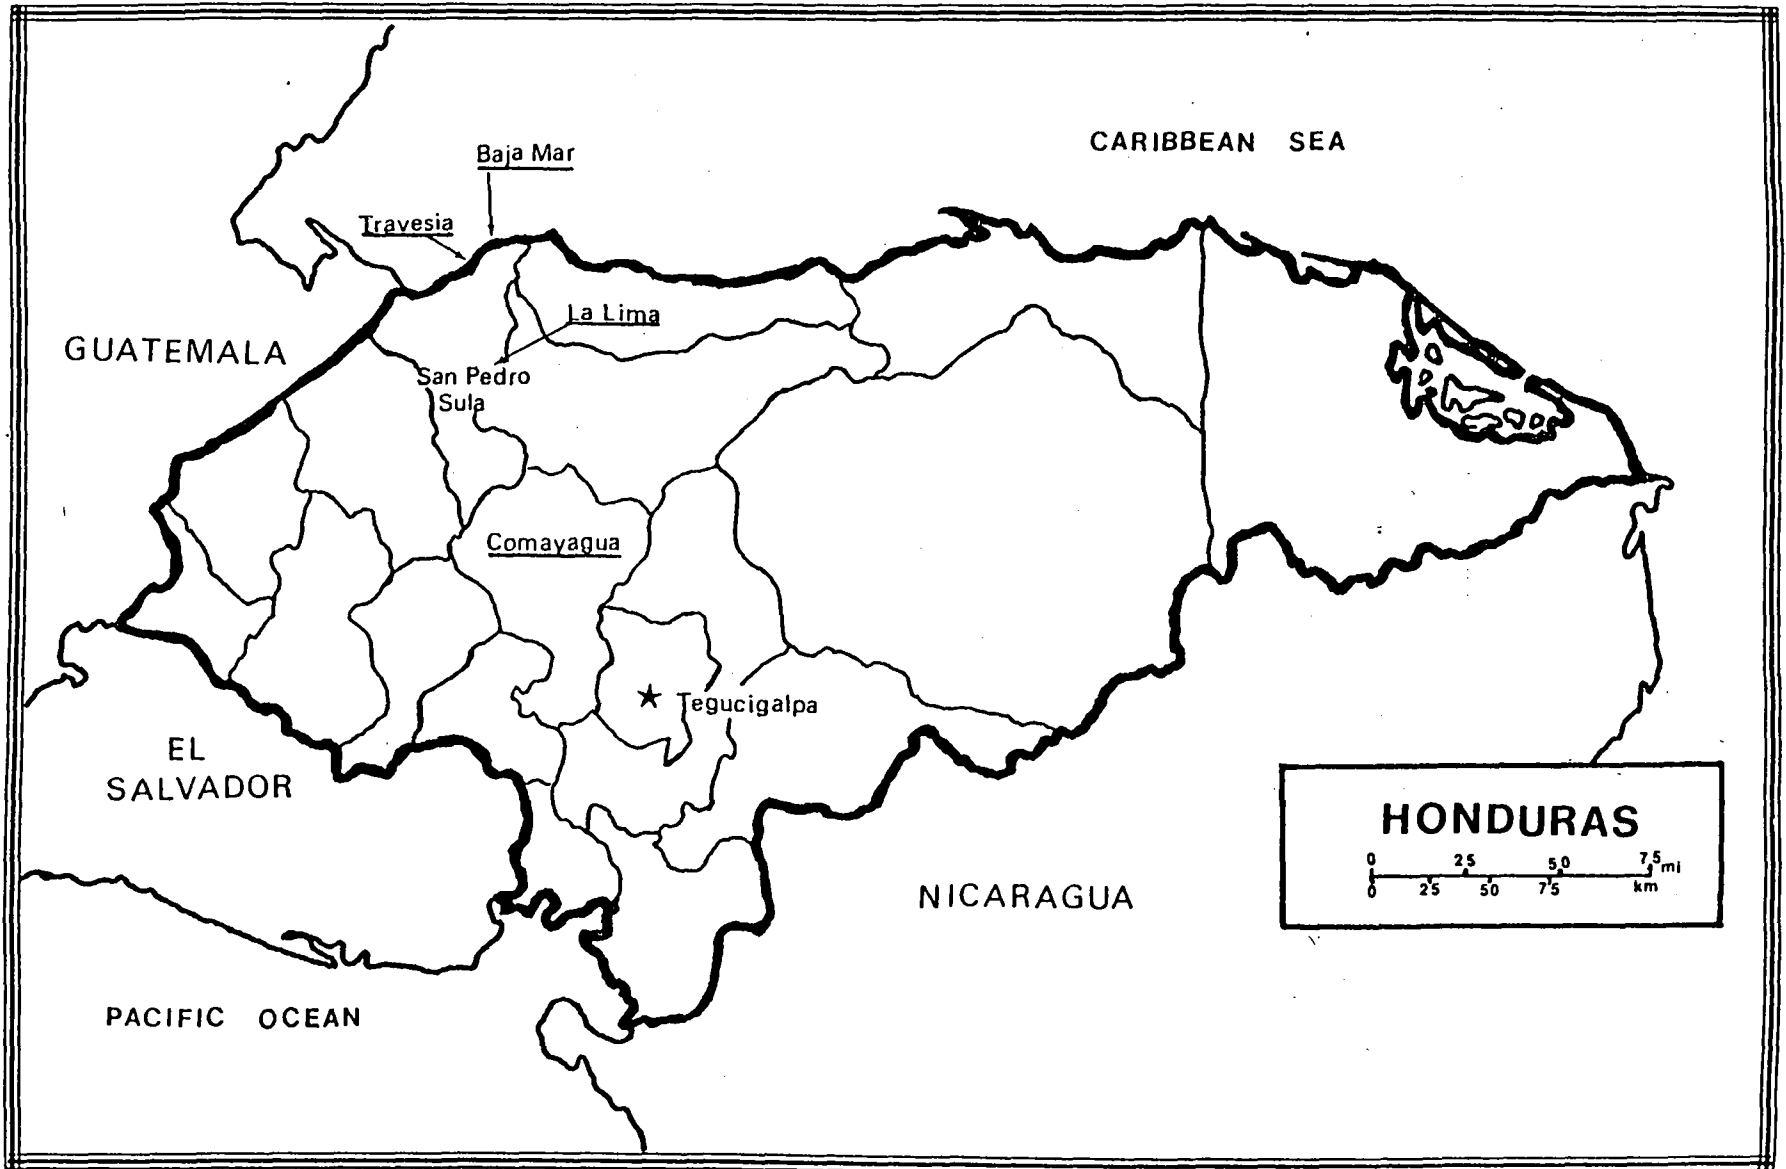 CARIBBEAN SEA
Baja Mar
Travesia
La Lima
GUATEMALA
San Pedro
Sula
Comayagua
Tegucigalpa
EL
SALVADOR
HONDURAS
0 25 50 75 mi
0 25 50 75 km
NICARAGUA
PACIFIC OCEAN